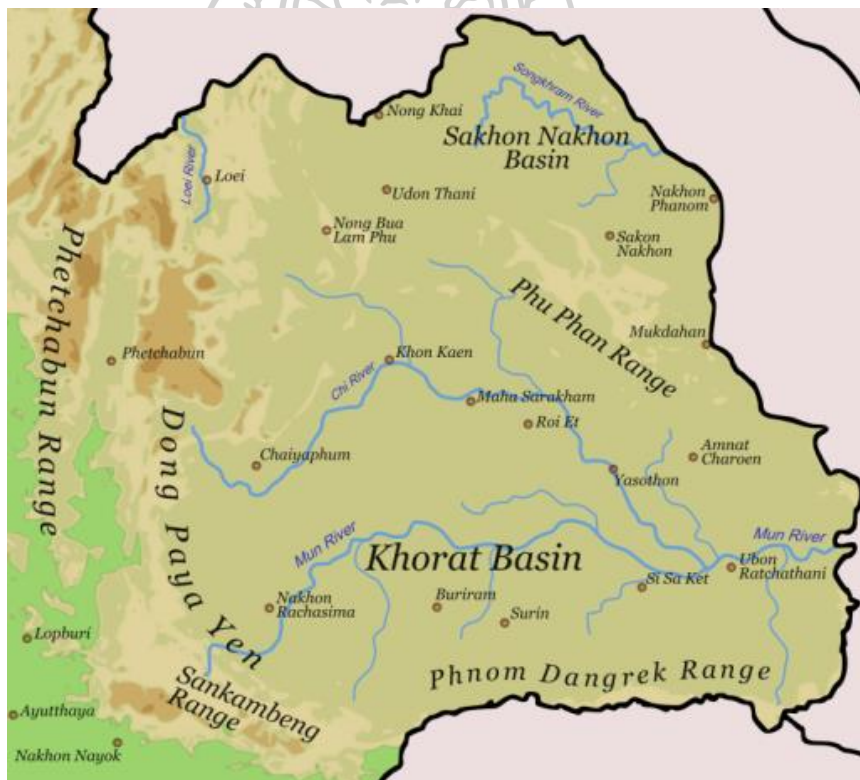 Songkhram River
Nong Khai
Sakhon Nakhon
Basin
Loei River
Loei
Udon Thani
Nakhon
Phanom
Nong Bua
Lam Phu
Sakon
Nakhon
Phetchabun Range
Phu Phan Range
Mukdahan
Phetchabun
Khon Kaen
Chi River
Maha Sarakham
Roi Et
Dong Paya Yen
Chaiyaphum
Amnat
Charoen
Yasothon
Mun River
Mun River
Khorat Basin
Ubon
Ratchathani
Si Sa Ket
Nakhon
Rachasima
Buriram
Surin
Lopburi
Phnom Dangrek Range
Sankambeng
Range
Ayutthaya
Nakhon Nayok